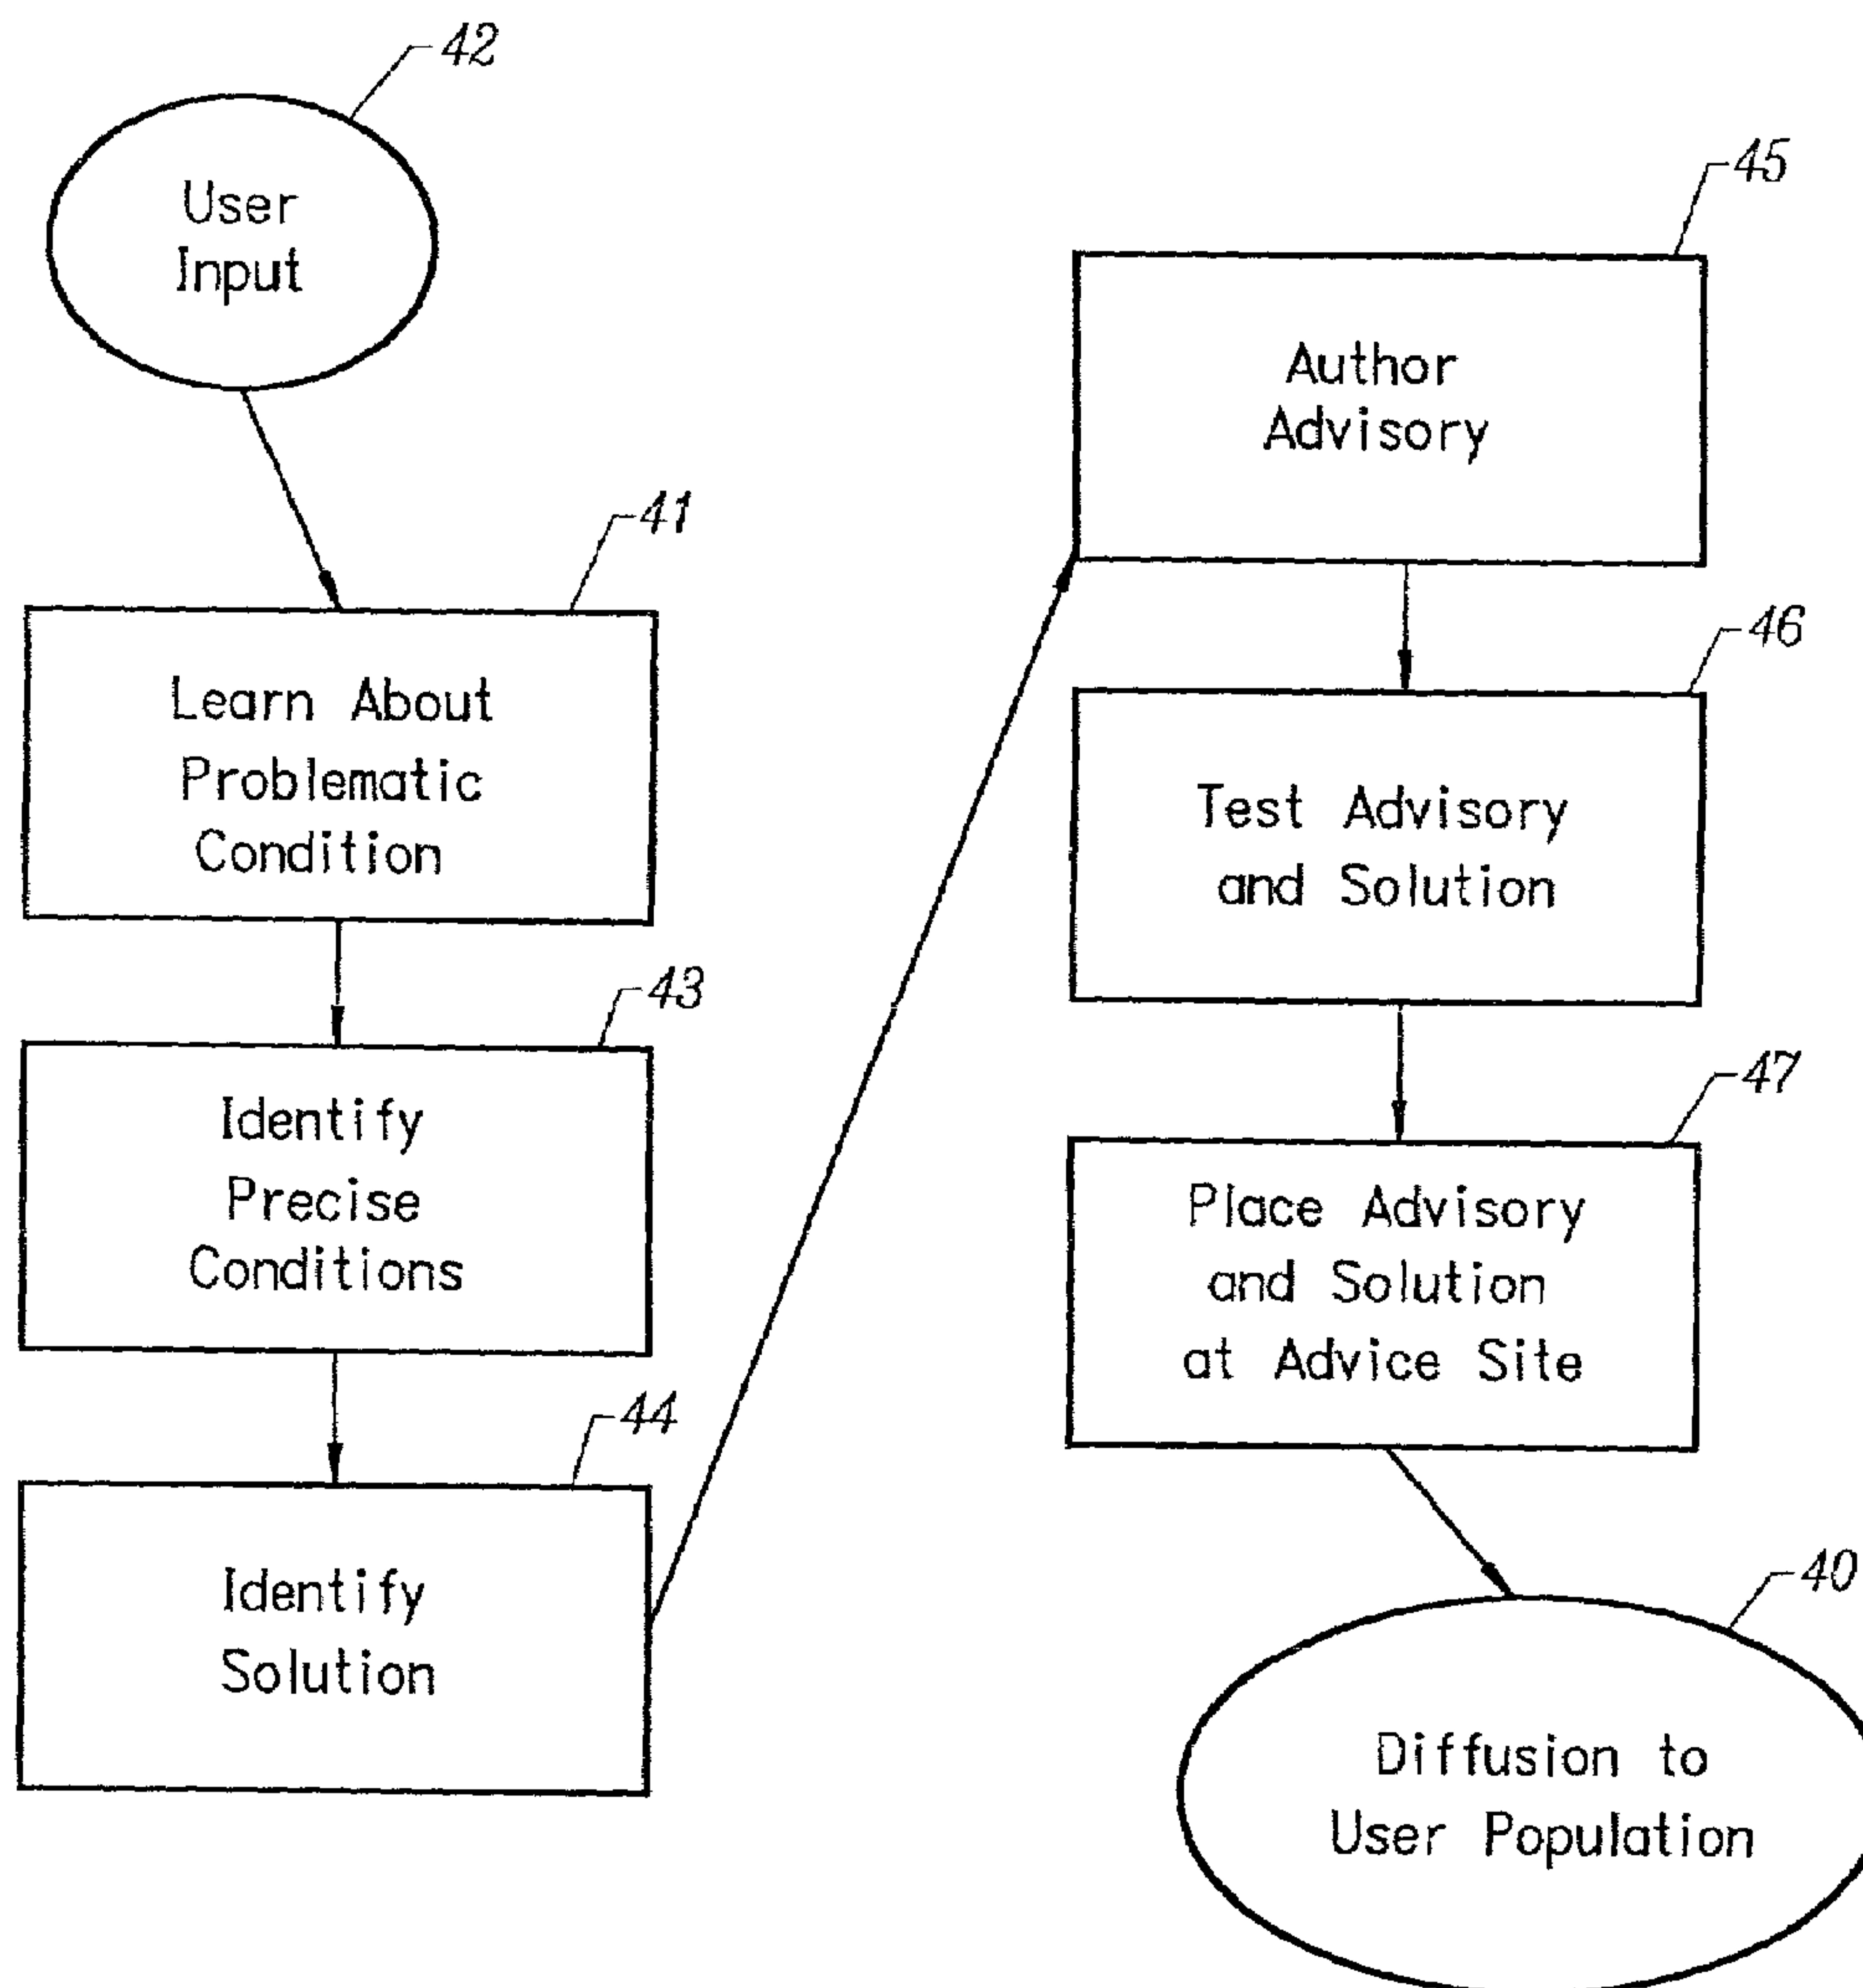 42
User
Input
41
Learn About
Problematic
Condition
43
Identify
Precise
Conditions
44
Identify
Solution
45
Author
Advisory
46
Test Advisory
and Solution
47
Place Advisory
and Solution
at Advice Site
40
Diffusion to
User Population